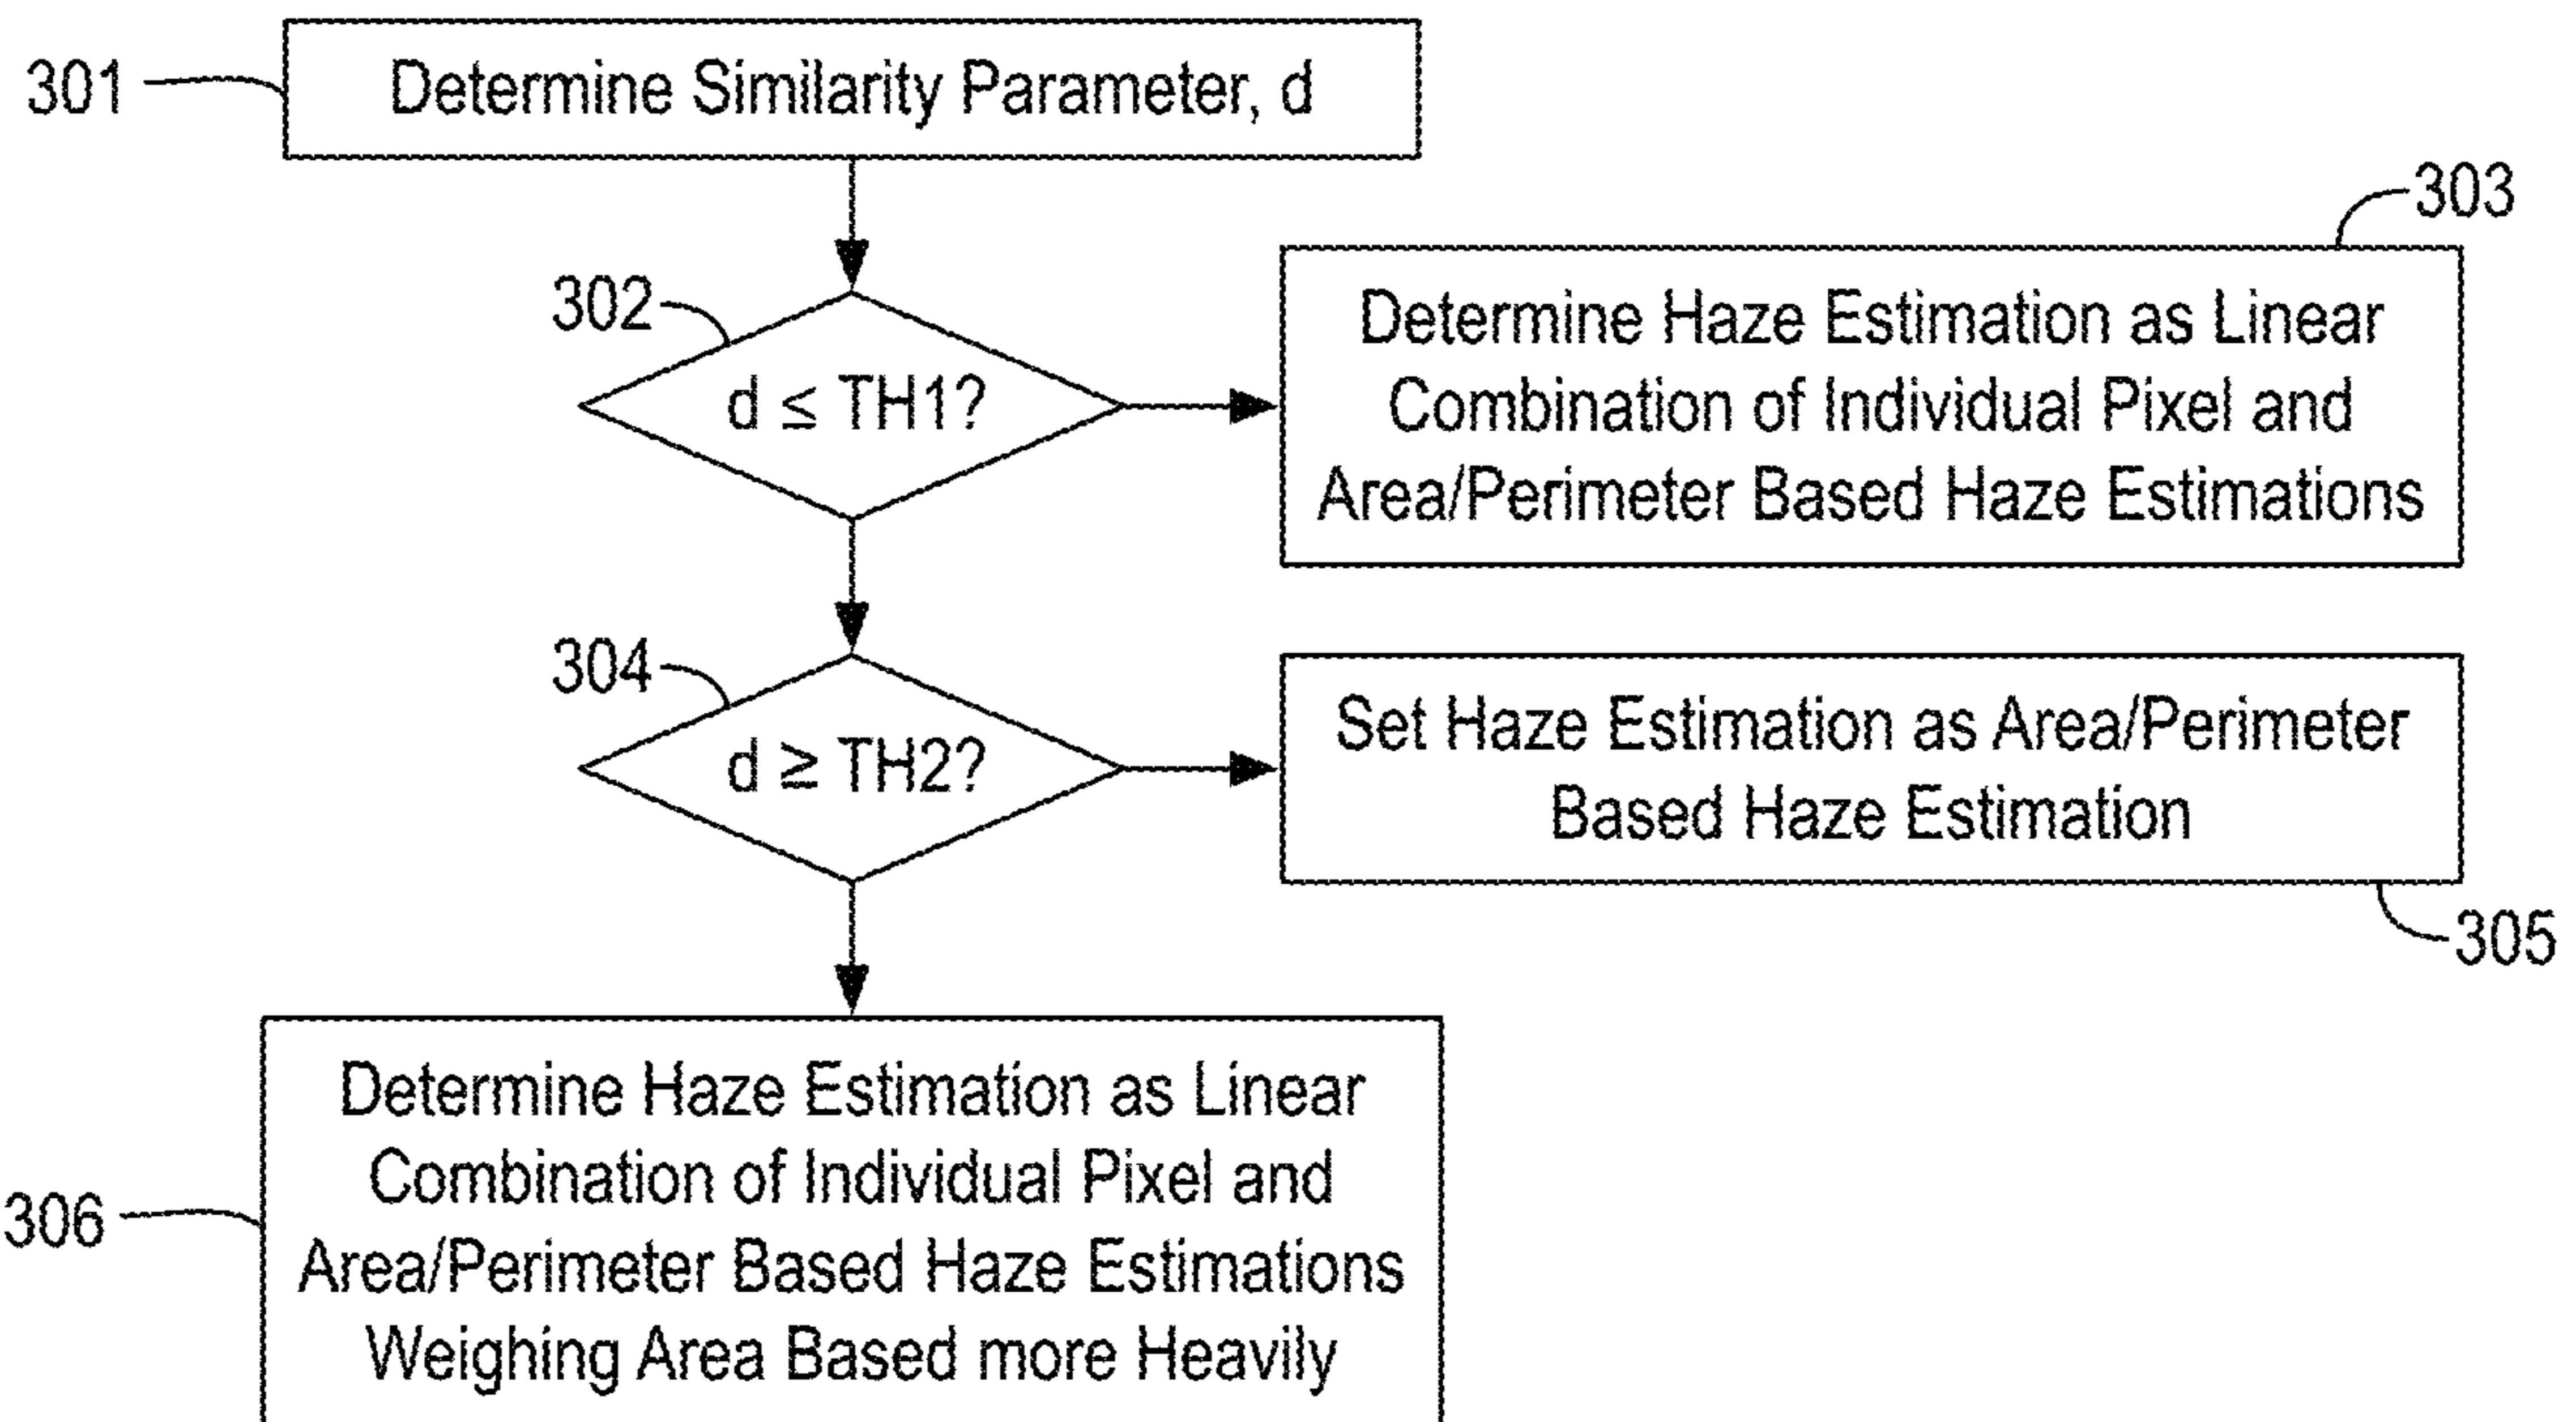 301
Determine Similarity Parameter, d
302
d ≤ TH1?
303
Determine Haze Estimation as Linear
Combination of Individual Pixel and
Area/Perimeter Based Haze Estimations
304
d ≥ TH2?
Set Haze Estimation as Area/Perimeter
Based Haze Estimation
305
306
Determine Haze Estimation as Linear
Combination of Individual Pixel and
Area/Perimeter Based Haze Estimations
Weighing Area Based more Heavily